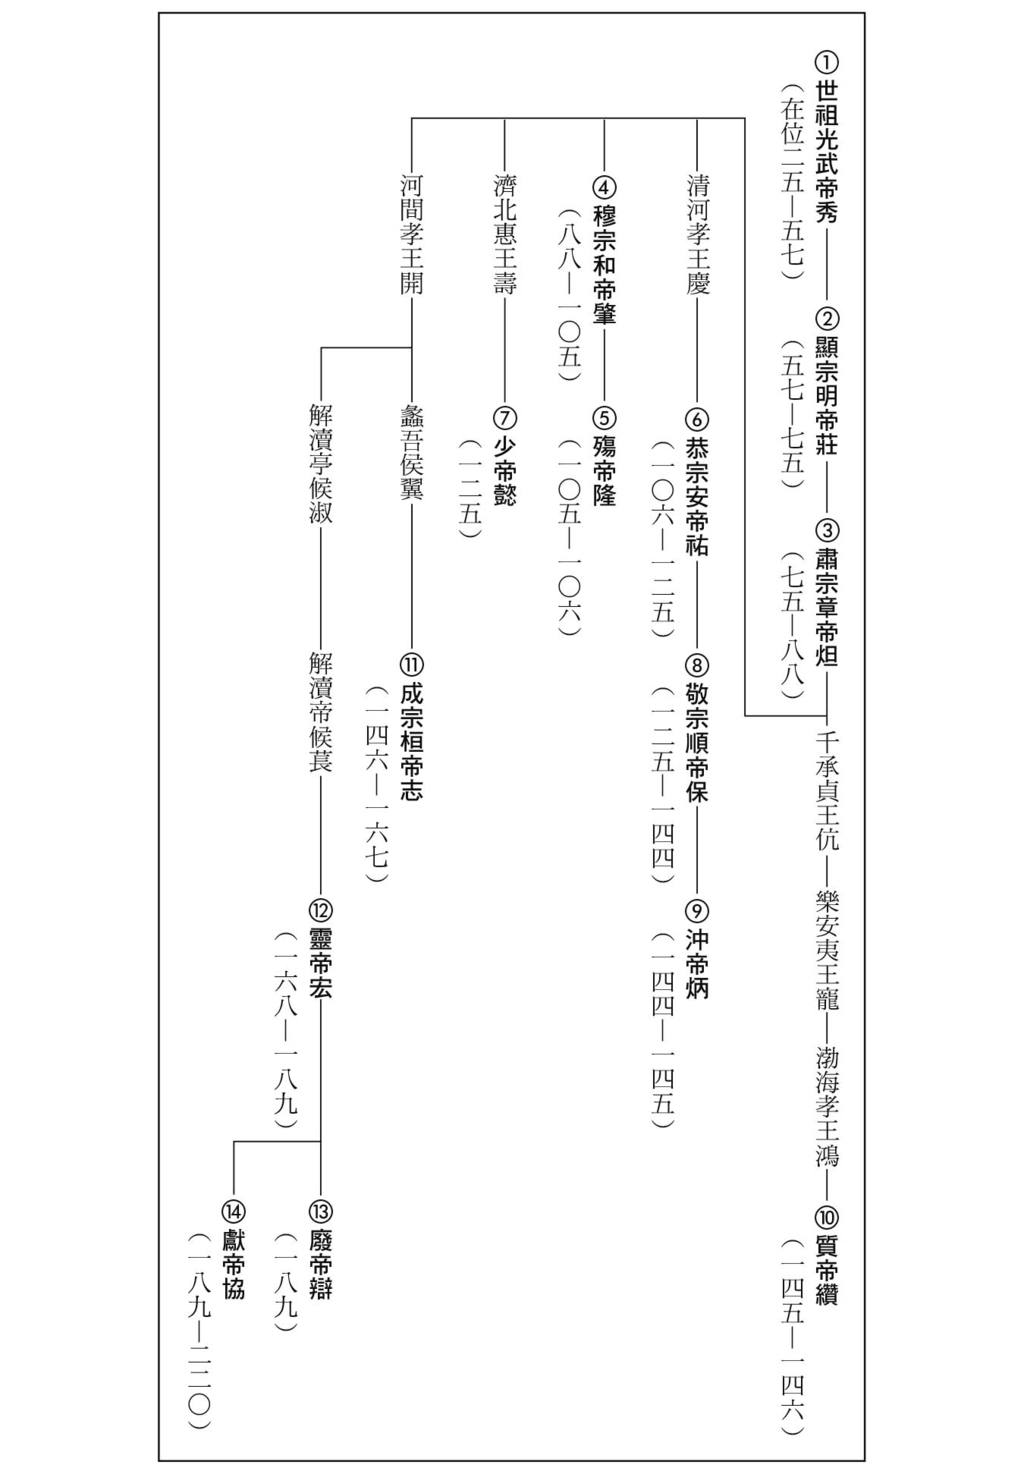 ①世祖光武帝秀
（在位二五—五七）
②顯宗明帝莊
（五七—七五）
③肅宗章帝炟
（七五—八八）
千承貞王伉
樂安夷王寵
渤海孝王鴻
⑩質帝纘
（一四五—一四六）
清河孝王慶
⑥恭宗安帝祐
（一〇六—一二五）
⑧敬宗順帝保
（一二五—一四四）
⑨沖帝炳
（一四四—一四五）
④穆宗和帝肇
（八八—一〇五）
⑤殤帝隆
（一〇五—一〇六）
濟北惠王壽
⑦少帝懿
（一二五）
河間孝王開
蠡吾侯翼
⑪成宗桓帝志
（一四六—一六七）
解瀆亭候淑
解瀆帝候萇
⑫靈帝宏
（一六八—一八九）
⑬廢帝辯
（一八九）
⑭獻帝協
（一八九—二二〇）